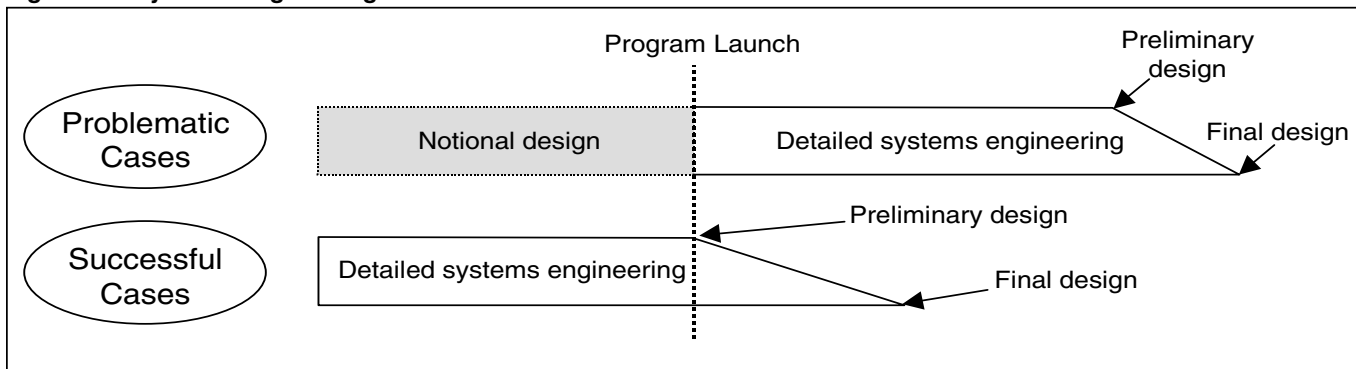 Program Launch
Preliminary
design
Problematic
Cases
Notional design
Detailed systems engineering
Final design
Successful
Cases
Detailed systems engineering
Preliminary design
Final design